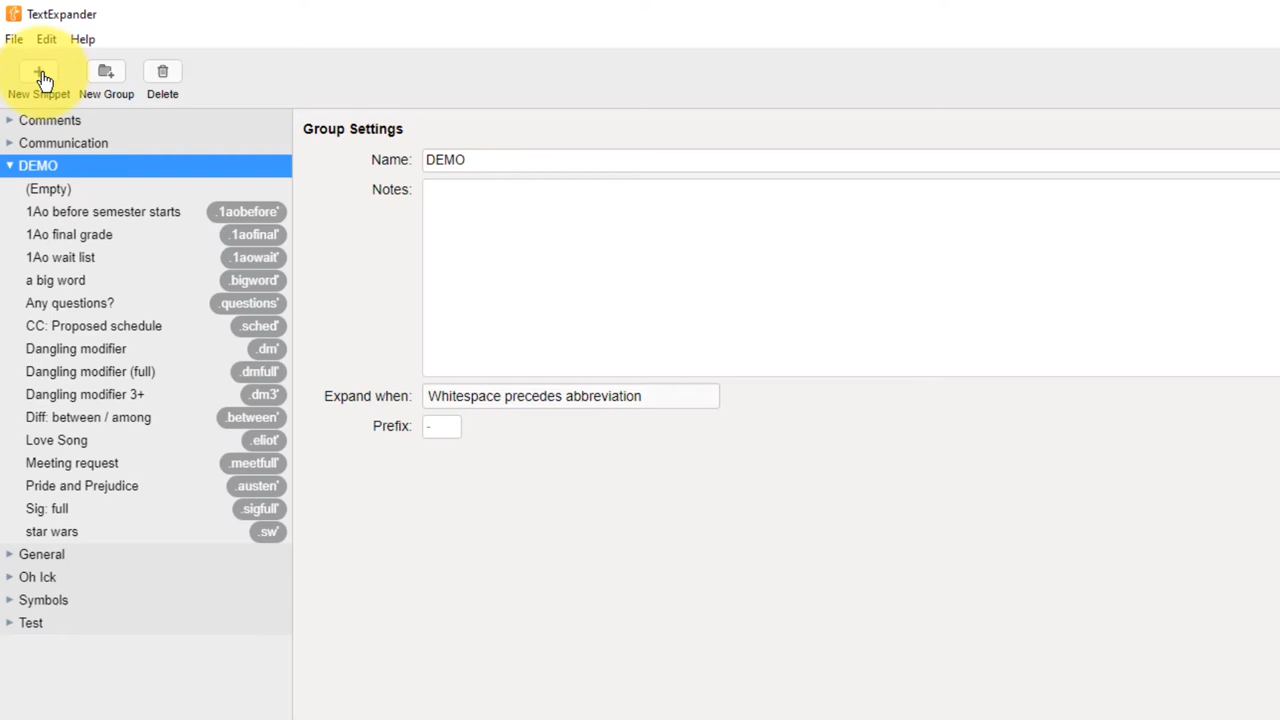 TextExpander
File Edit Help
New Snippet New Group Delete
Comments
Communication
DEMO
(Empty)
1Ao before semester starts .1aobefore'
1Ao final grade .1aofinal'
1Ao wait list .1aowait'
a big word .bigword'
Any questions? .questions'
CC: Proposed schedule .sched'
Dangling modifier .dm'
Dangling modifier (full) .dmfull'
Dangling modifier 3+ .dm3'
Diff: between / among .between'
Love Song .eliot'
Meeting request .meetfull'
Pride and Prejudice .austen'
Sig: full .sigfull'
star wars .sw'
General
Oh Ick
Symbols
Test
Group Settings
Name: DEMO
Notes:
Expand when: Whitespace precedes abbreviation
Prefix: -